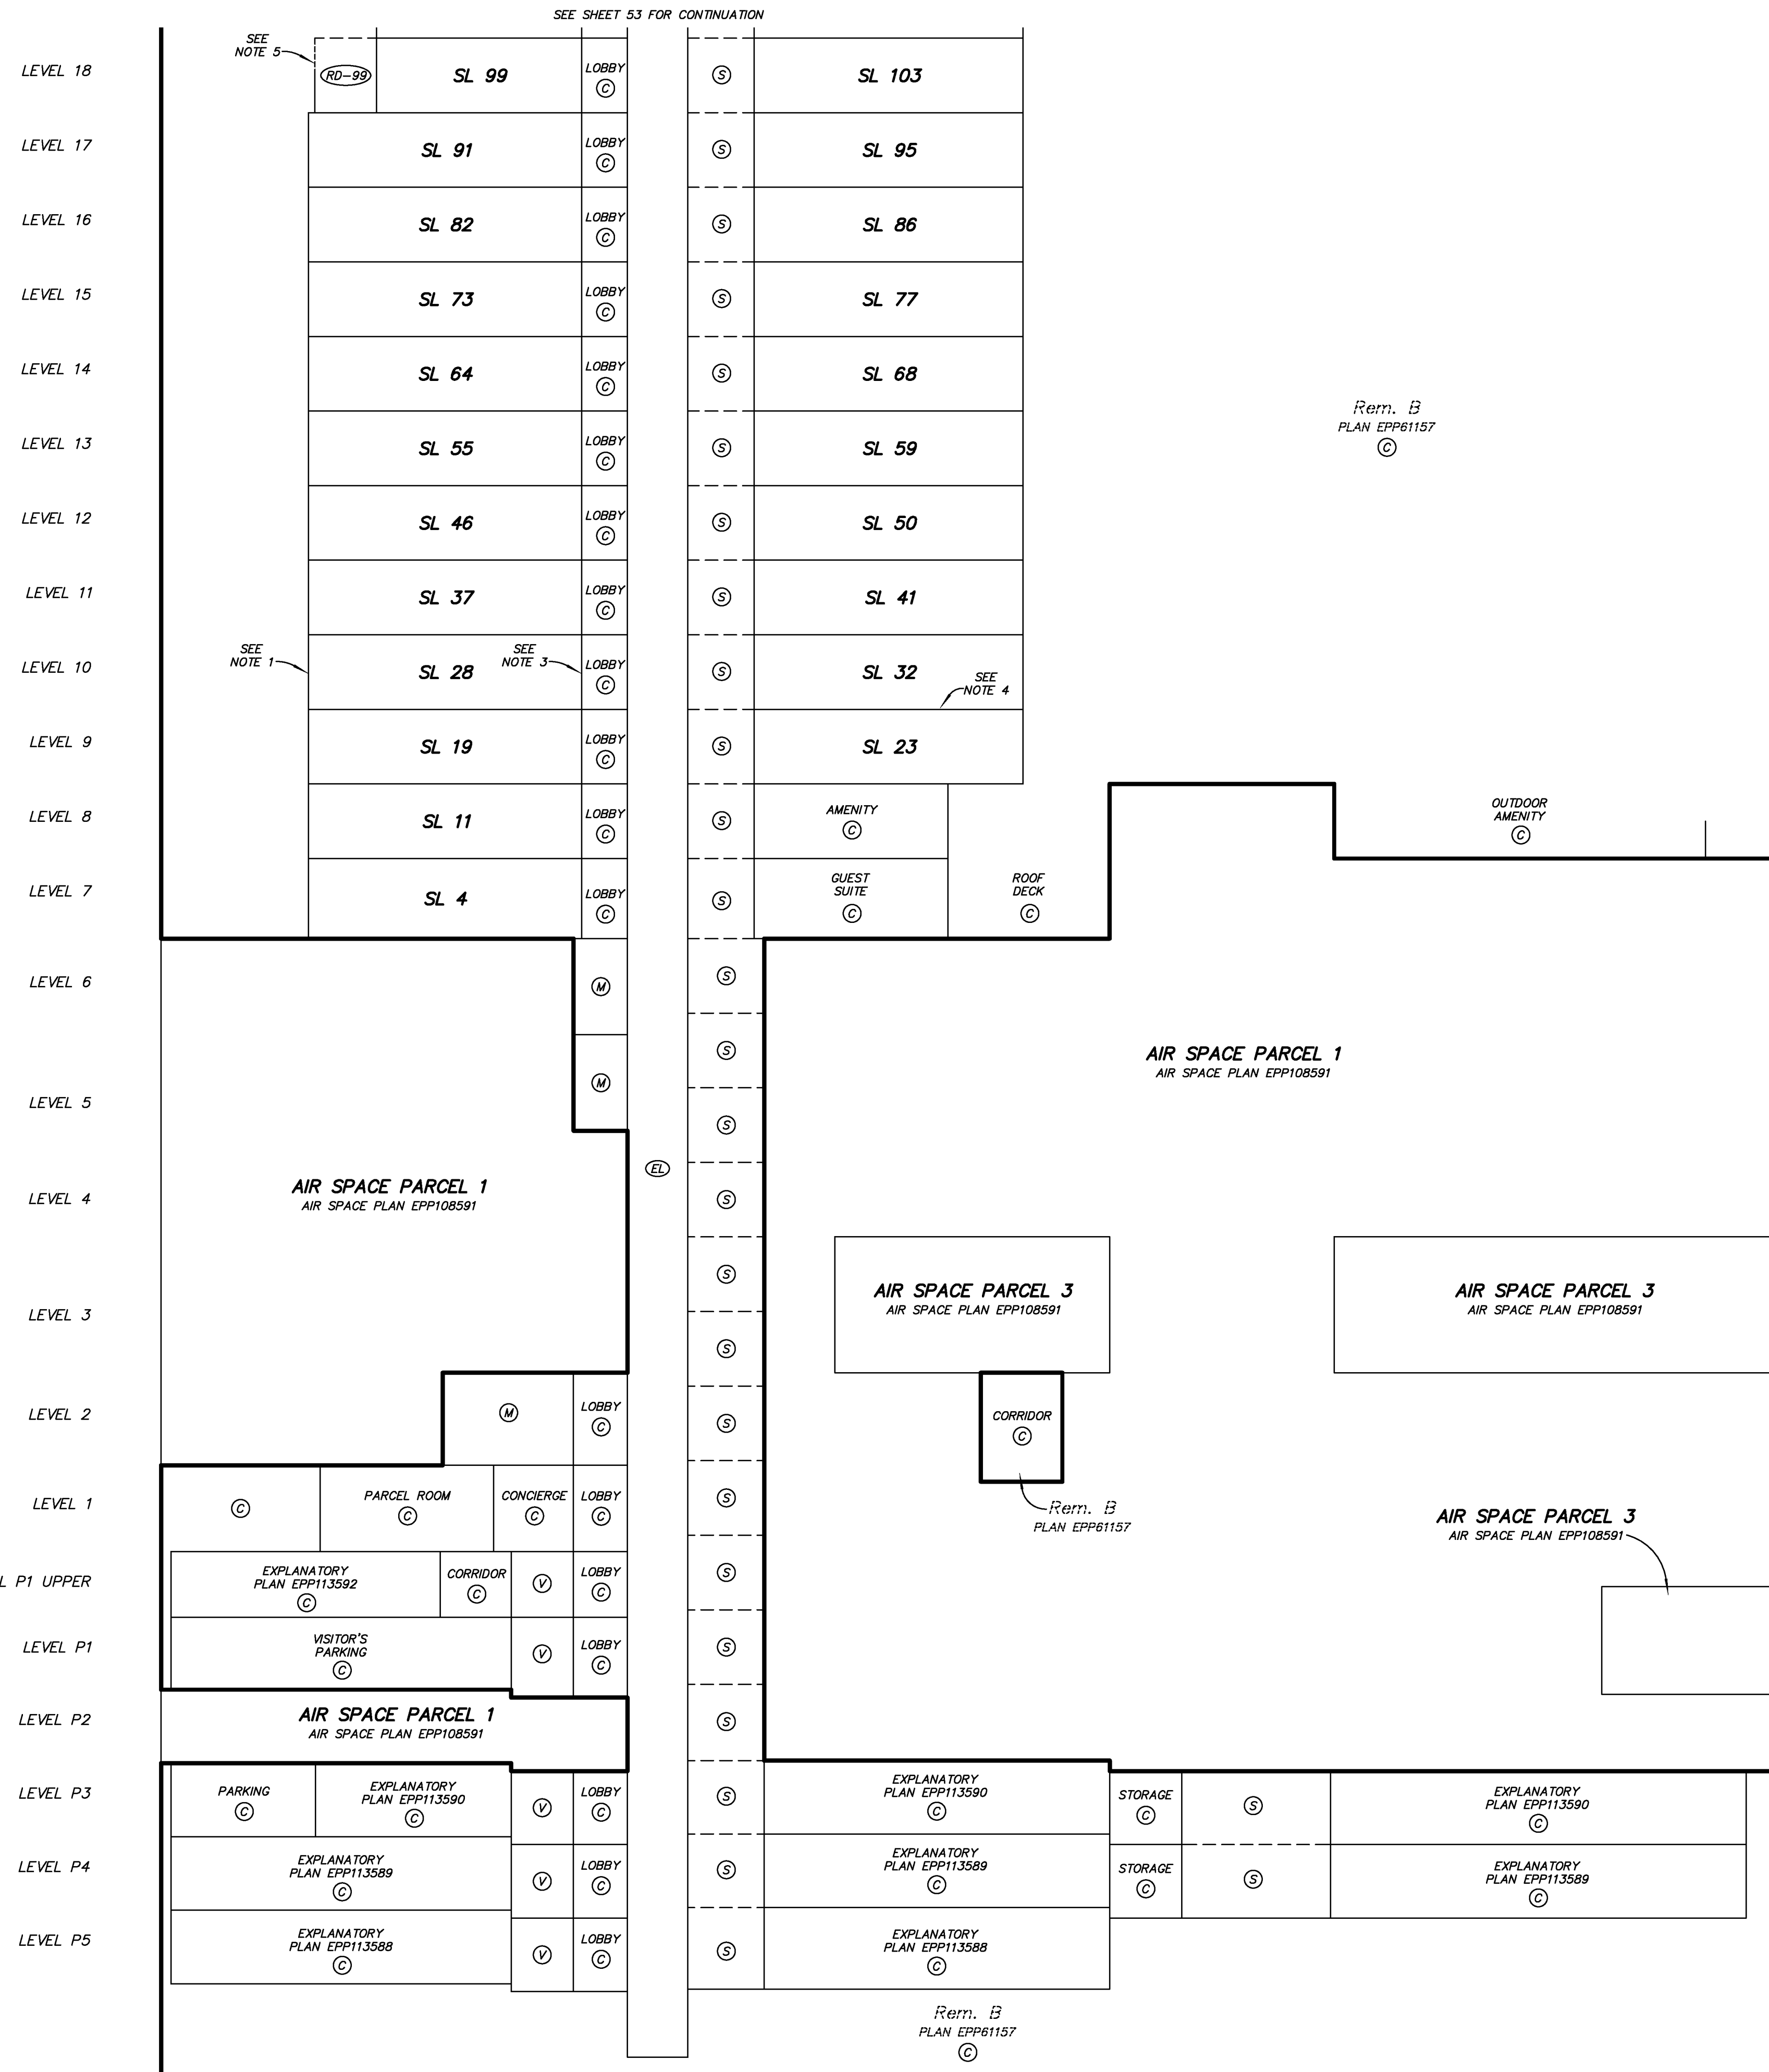 SEE SHEET 53 FOR CONTINUATION
LEVEL 18
SEE
NOTE 5
RD-99
SL 99
LOBBY
C
S
SL 103
LEVEL 17
SL 91
LOBBY
C
S
SL 95
LEVEL 16
SL 82
LOBBY
C
S
SL 86
LEVEL 15
SL 73
LOBBY
C
S
SL 77
LEVEL 14
SL 64
LOBBY
C
S
SL 68
Rem. B
PLAN EPP61157
C
LEVEL 13
SL 55
LOBBY
C
S
SL 59
LEVEL 12
SL 46
LOBBY
C
S
SL 50
LEVEL 11
SL 37
LOBBY
C
S
SL 41
LEVEL 10
SEE
NOTE 1
SL 28
SEE
NOTE 3
LOBBY
C
S
SL 32
SEE
NOTE 4
LEVEL 9
SL 19
LOBBY
C
S
SL 23
LEVEL 8
SL 11
LOBBY
C
S
AMENITY
C
OUTDOOR
AMENITY
C
LEVEL 7
SL 4
LOBBY
C
S
GUEST
SUITE
C
ROOF
DECK
C
LEVEL 6
M
S
S
AIR SPACE PARCEL 1
AIR SPACE PLAN EPP108591
LEVEL 5
M
S
EL
LEVEL 4
AIR SPACE PARCEL 1
AIR SPACE PLAN EPP108591
S
S
AIR SPACE PARCEL 3
AIR SPACE PLAN EPP108591
AIR SPACE PARCEL 3
AIR SPACE PLAN EPP108591
LEVEL 3
S
LEVEL 2
M
LOBBY
C
S
CORRIDOR
C
Rem. B
PLAN EPP61157
LEVEL 1
C
PARCEL ROOM
C
CONCIERGE
C
LOBBY
C
S
AIR SPACE PARCEL 3
AIR SPACE PLAN EPP108591
L P1 UPPER
EXPLANATORY
PLAN EPP113592
C
CORRIDOR
C
V
LOBBY
C
S
LEVEL P1
VISITOR'S
PARKING
C
V
LOBBY
C
S
LEVEL P2
AIR SPACE PARCEL 1
AIR SPACE PLAN EPP108591
S
LEVEL P3
PARKING
C
EXPLANATORY
PLAN EPP113590
C
V
LOBBY
C
S
EXPLANATORY
PLAN EPP113590
C
STORAGE
C
S
EXPLANATORY
PLAN EPP113590
C
LEVEL P4
EXPLANATORY
PLAN EPP113589
C
V
LOBBY
C
S
EXPLANATORY
PLAN EPP113589
C
STORAGE
C
S
EXPLANATORY
PLAN EPP113589
C
LEVEL P5
EXPLANATORY
PLAN EPP113588
C
V
LOBBY
C
S
EXPLANATORY
PLAN EPP113588
C
Rem. B
PLAN EPP61157
C